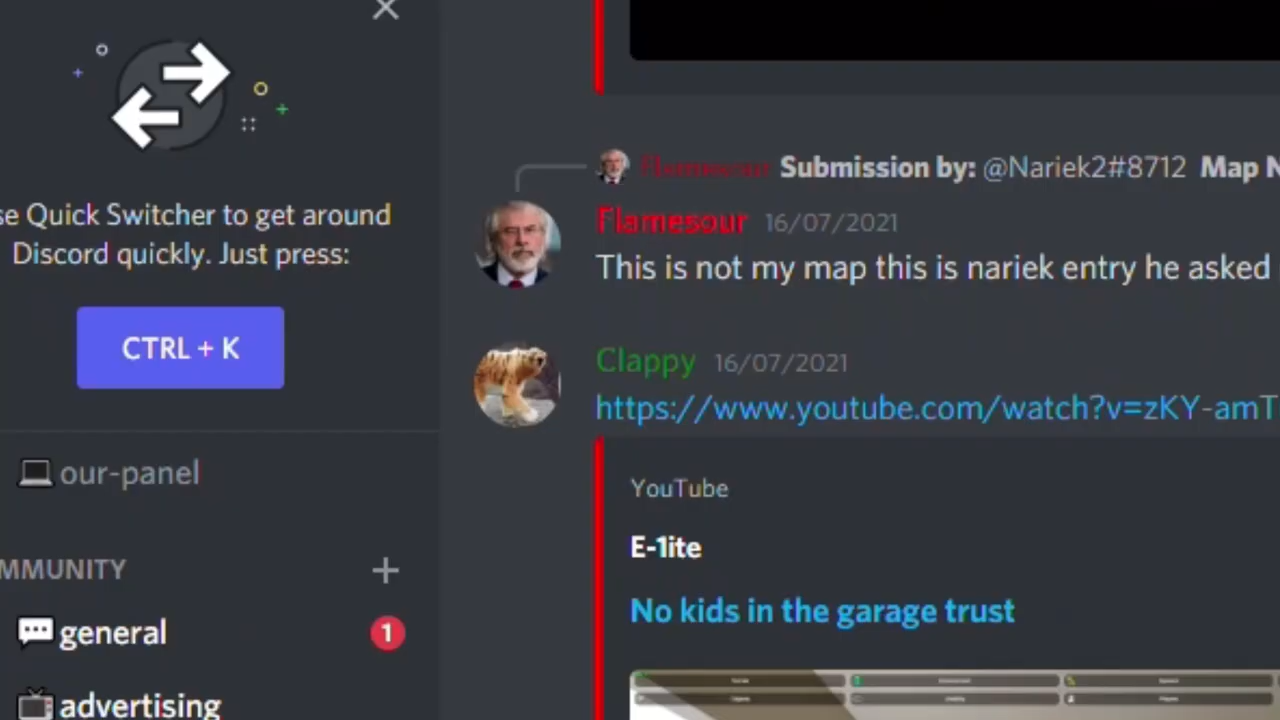 se Quick Switcher to get around
Discord quickly. Just press:
CTRL + K
our-panel
MMUNITY
general
1
advertising
Flamesour Submission by: @Nariek2#8712 Map N
Flamesour 16/07/2021
This is not my map this is nariek entry he asked
Clappy 16/07/2021
https://www.youtube.com/watch?v=zKY-amT
YouTube
E-1ite
No kids in the garage trust